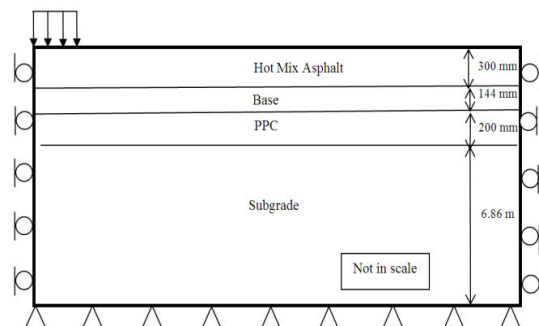 Hot Mix Asphalt
300 mm
Base
144 mm
PPC
200 mm
Subgrade
6.86 m
Not in scale